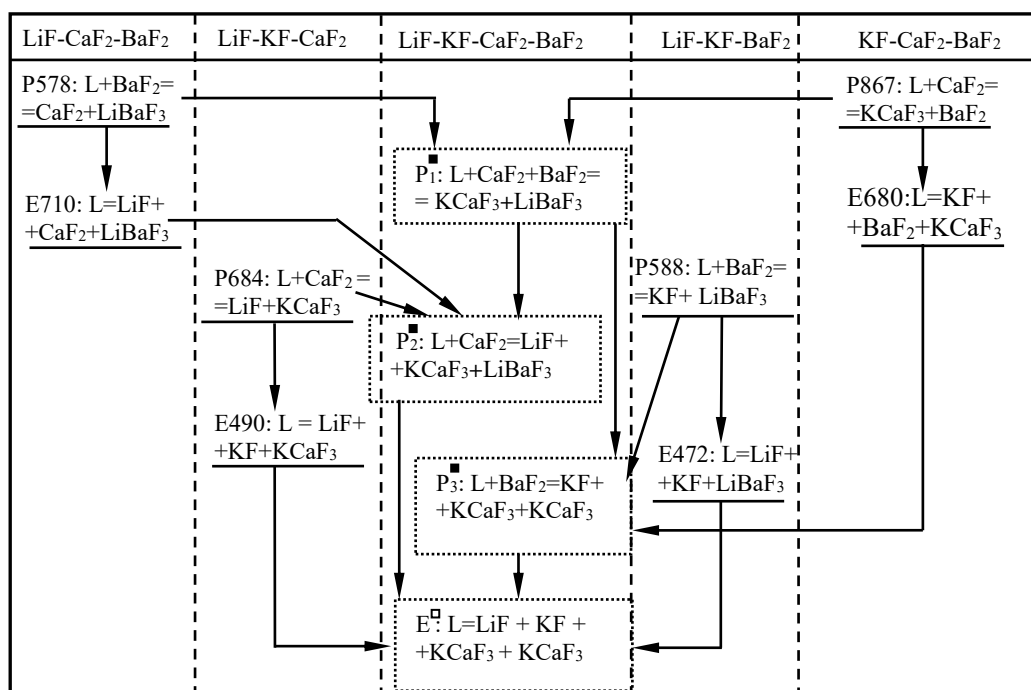 LiF-CaF₂-BaF₂
LiF-KF-CaF₂
LiF-KF-CaF₂-BaF₂
LiF-KF-BaF₂
KF-CaF₂-BaF₂
P578: L+BaF₂=
=CaF₂+LiBaF₃
E710: L=LiF+
+CaF₂+LiBaF₃
P684: L+CaF₂ =
=LiF+KCaF₃
E490: L = LiF+
+KF+KCaF₃
P₁■: L+CaF₂+BaF₂=
= KCaF₃+LiBaF₃
P₂■: L+CaF₂=LiF+
+KCaF₃+LiBaF₃
P₃■: L+BaF₂=KF+
+KCaF₃+KCaF₃
E□: L=LiF + KF +
+KCaF₃ + KCaF₃
P588: L+BaF₂=
=KF+ LiBaF₃
E472: L=LiF+
+KF+LiBaF₃
P867: L+CaF₂=
=KCaF₃+BaF₂
E680:L=KF+
+BaF₂+KCaF₃